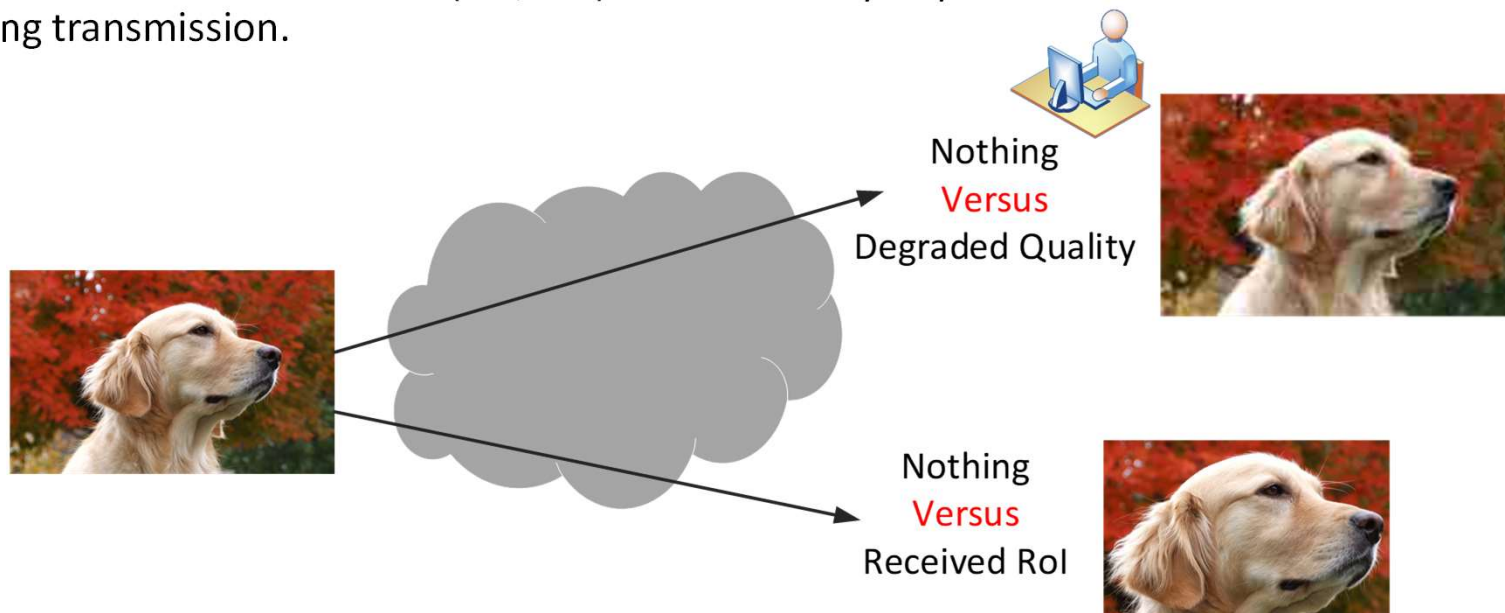 ng transmission.
Nothing
Versus
Degraded Quality
Nothing
Versus
Received RoI